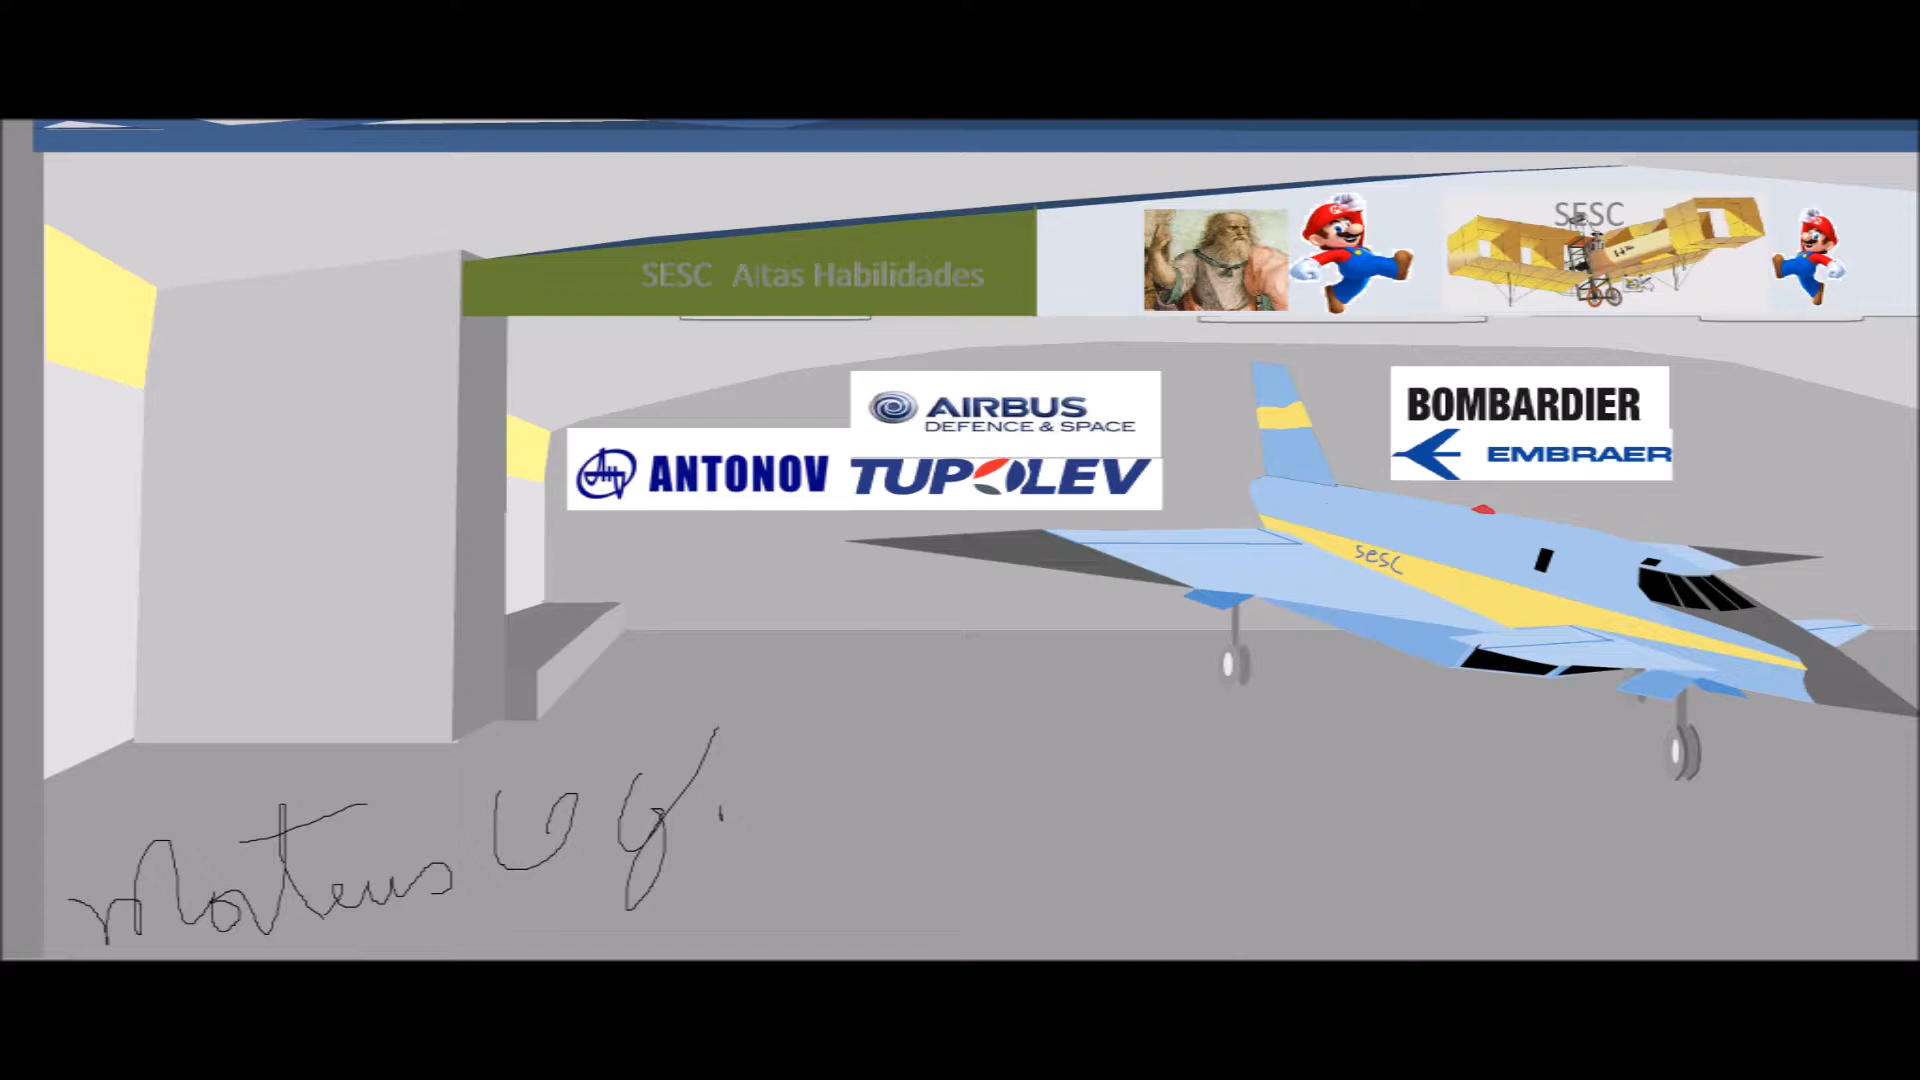 SESC
SESC Altas Habilidades
AIRBUS
DEFENCE & SPACE
BOMBARDIER
ANTONOV
TUPOLEV
EMBRAER
sesc
Mateus